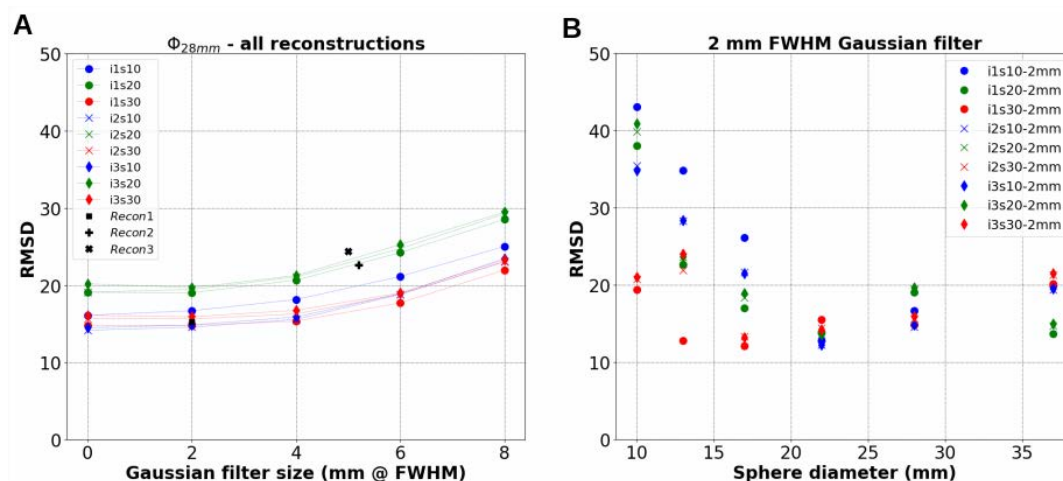 A
Φ28mm - all reconstructions
50
40
30
20
10
0
RMSD
i1s10
i1s20
i1s30
i2s10
i2s20
i2s30
i3s10
i3s20
i3s30
Recon1
Recon2
Recon3
0 2 4 6 8
Gaussian filter size (mm @ FWHM)
B
2 mm FWHM Gaussian filter
50
40
30
20
10
0
RMSD
i1s10-2mm
i1s20-2mm
i1s30-2mm
i2s10-2mm
i2s20-2mm
i2s30-2mm
i3s10-2mm
i3s20-2mm
i3s30-2mm
10 15 20 25 30 35
Sphere diameter (mm)